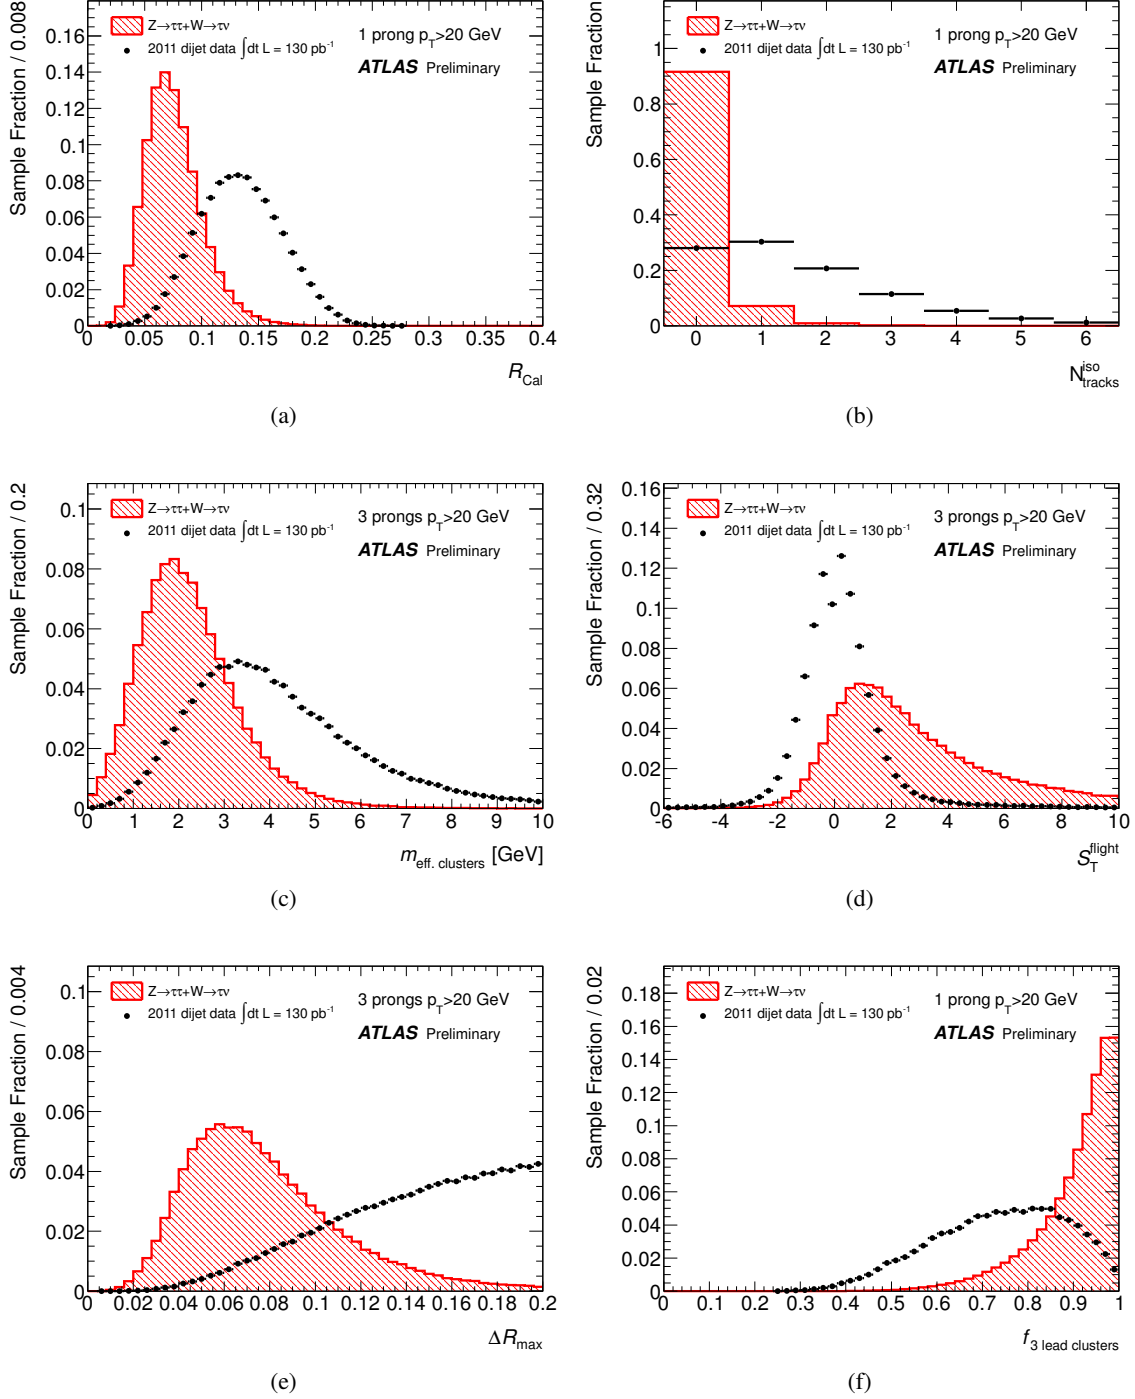 Sample Fraction / 0.008
0.16
0.14
0.12
0.1
0.08
0.06
0.04
0.02
0
Z→ττ+W→τν
2011 dijet data ∫dt L = 130 pb⁻¹
1 prong p_T>20 GeV
ATLAS Preliminary
0 0.05 0.1 0.15 0.2 0.25 0.3 0.35 0.4
R_Cal
(a)
Sample Fraction
1
0.8
0.6
0.4
0.2
0
Z→ττ+W→τν
2011 dijet data ∫dt L = 130 pb⁻¹
1 prong p_T>20 GeV
ATLAS Preliminary
0 1 2 3 4 5 6
N^iso_tracks
(b)
Sample Fraction / 0.2
0.1
0.08
0.06
0.04
0.02
0
Z→ττ+W→τν
2011 dijet data ∫dt L = 130 pb⁻¹
3 prongs p_T>20 GeV
ATLAS Preliminary
0 1 2 3 4 5 6 7 8 9 10
m_eff. clusters [GeV]
(c)
Sample Fraction / 0.32
0.16
0.14
0.12
0.1
0.08
0.06
0.04
0.02
0
Z→ττ+W→τν
2011 dijet data ∫dt L = 130 pb⁻¹
3 prongs p_T>20 GeV
ATLAS Preliminary
-6 -4 -2 0 2 4 6 8 10
S_T^flight
(d)
Sample Fraction / 0.004
0.1
0.08
0.06
0.04
0.02
0
Z→ττ+W→τν
2011 dijet data ∫dt L = 130 pb⁻¹
3 prongs p_T>20 GeV
ATLAS Preliminary
0 0.02 0.04 0.06 0.08 0.1 0.12 0.14 0.16 0.18 0.2
ΔR_max
(e)
Sample Fraction / 0.02
0.18
0.16
0.14
0.12
0.1
0.08
0.06
0.04
0.02
0
Z→ττ+W→τν
2011 dijet data ∫dt L = 130 pb⁻¹
1 prong p_T>20 GeV
ATLAS Preliminary
0 0.1 0.2 0.3 0.4 0.5 0.6 0.7 0.8 0.9 1
f_3 lead clusters
(f)